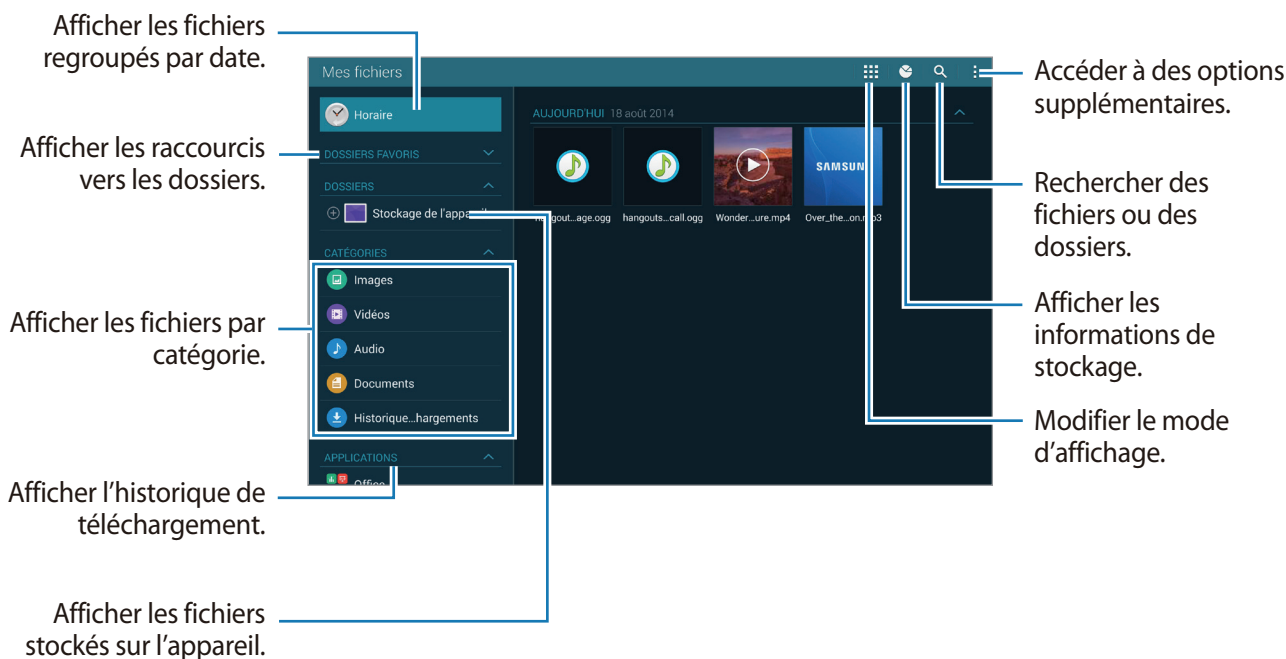 Afficher les fichiers
regroupés par date.
Afficher les raccourcis
vers les dossiers.
Afficher les fichiers par
catégorie.
Afficher l'historique de
téléchargement.
Afficher les fichiers
stockés sur l'appareil.
Mes fichiers
Horaire
DOSSIERS FAVORIS
DOSSIERS
Stockage de l'appareil
CATÉGORIES
Images
Vidéos
Audio
Documents
Historique...hargements
APPLICATIONS
Office
AUJOURD'HUI 18 août 2014
SAMSUN
hangout...age.ogg
hangouts...call.ogg
Wonder...ure.mp4
Over_the...on.mp3
Accéder à des options
supplémentaires.
Rechercher des
fichiers ou des
dossiers.
Afficher les
informations de
stockage.
Modifier le mode
d'affichage.